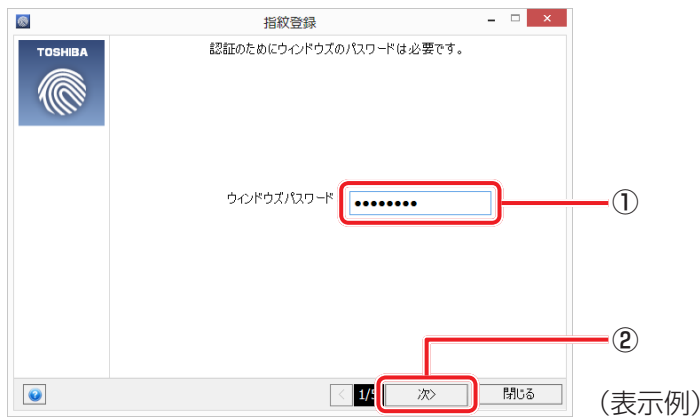 指紋登録
TOSHIBA
認証のためにウィンドウズのパスワードは必要です。
ウィンドウズパスワード
●●●●●●●●
①
②
< 1/5 次> 閉じる
(表示例)